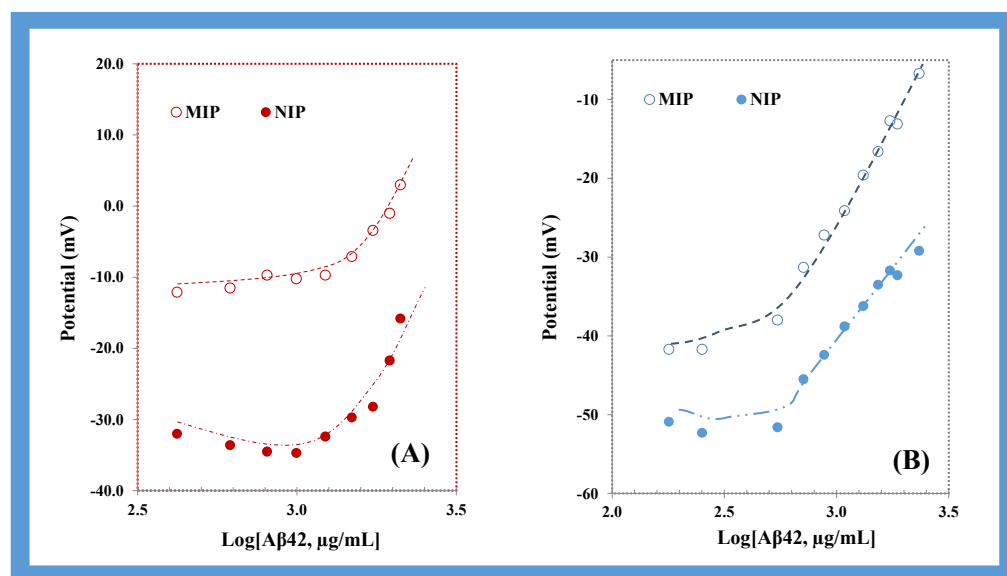 20.0
10.0
0.0
-10.0
-20.0
-30.0
-40.0
Potential (mV)
MIP NIP
(A)
2.5 3.0 3.5
Log[Aβ42, µg/mL]
-10
-20
-30
-40
-50
-60
Potential (mV)
MIP NIP
(B)
2.0 2.5 3.0 3.5
Log[Aβ42, µg/mL]